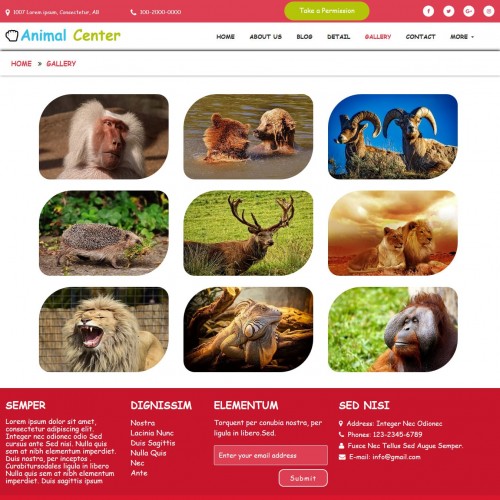 1007 Lorem ipsum, Consectetur, AB
100-2000-0000
Take a Permission
Animal Center
HOME ABOUT US BLOG DETAIL GALLERY CONTACT MORE
HOME » GALLERY
SEMPER
Lorem ipsum dolor sit amet,
consectetur adipiscing elit.
Integer nec odionec odio Sed
cursus ante Sed nisi. Nulla quis
sem at nibh elementum imperdiet.
Duis nostra, per inceptos .
Curabitursodales ligula in libero
Nulla quis sem at nibh elementum
imperdiet. Duis sagittis ipsum
DIGNISSIM
Nostra
Lacinia Nunc
Duis Sagittis
Nulla Quis
Nec
Ante
ELEMENTUM
Torquent per conubia nostra, per
ligula in libero.Sed.
Enter your email address
Submit
SED NISI
Address: Integer Nec Odionec
Phone: 123-2345-6789
Fusce Nec Tellus Sed Augue Semper.
E-mail: info@gmail.com